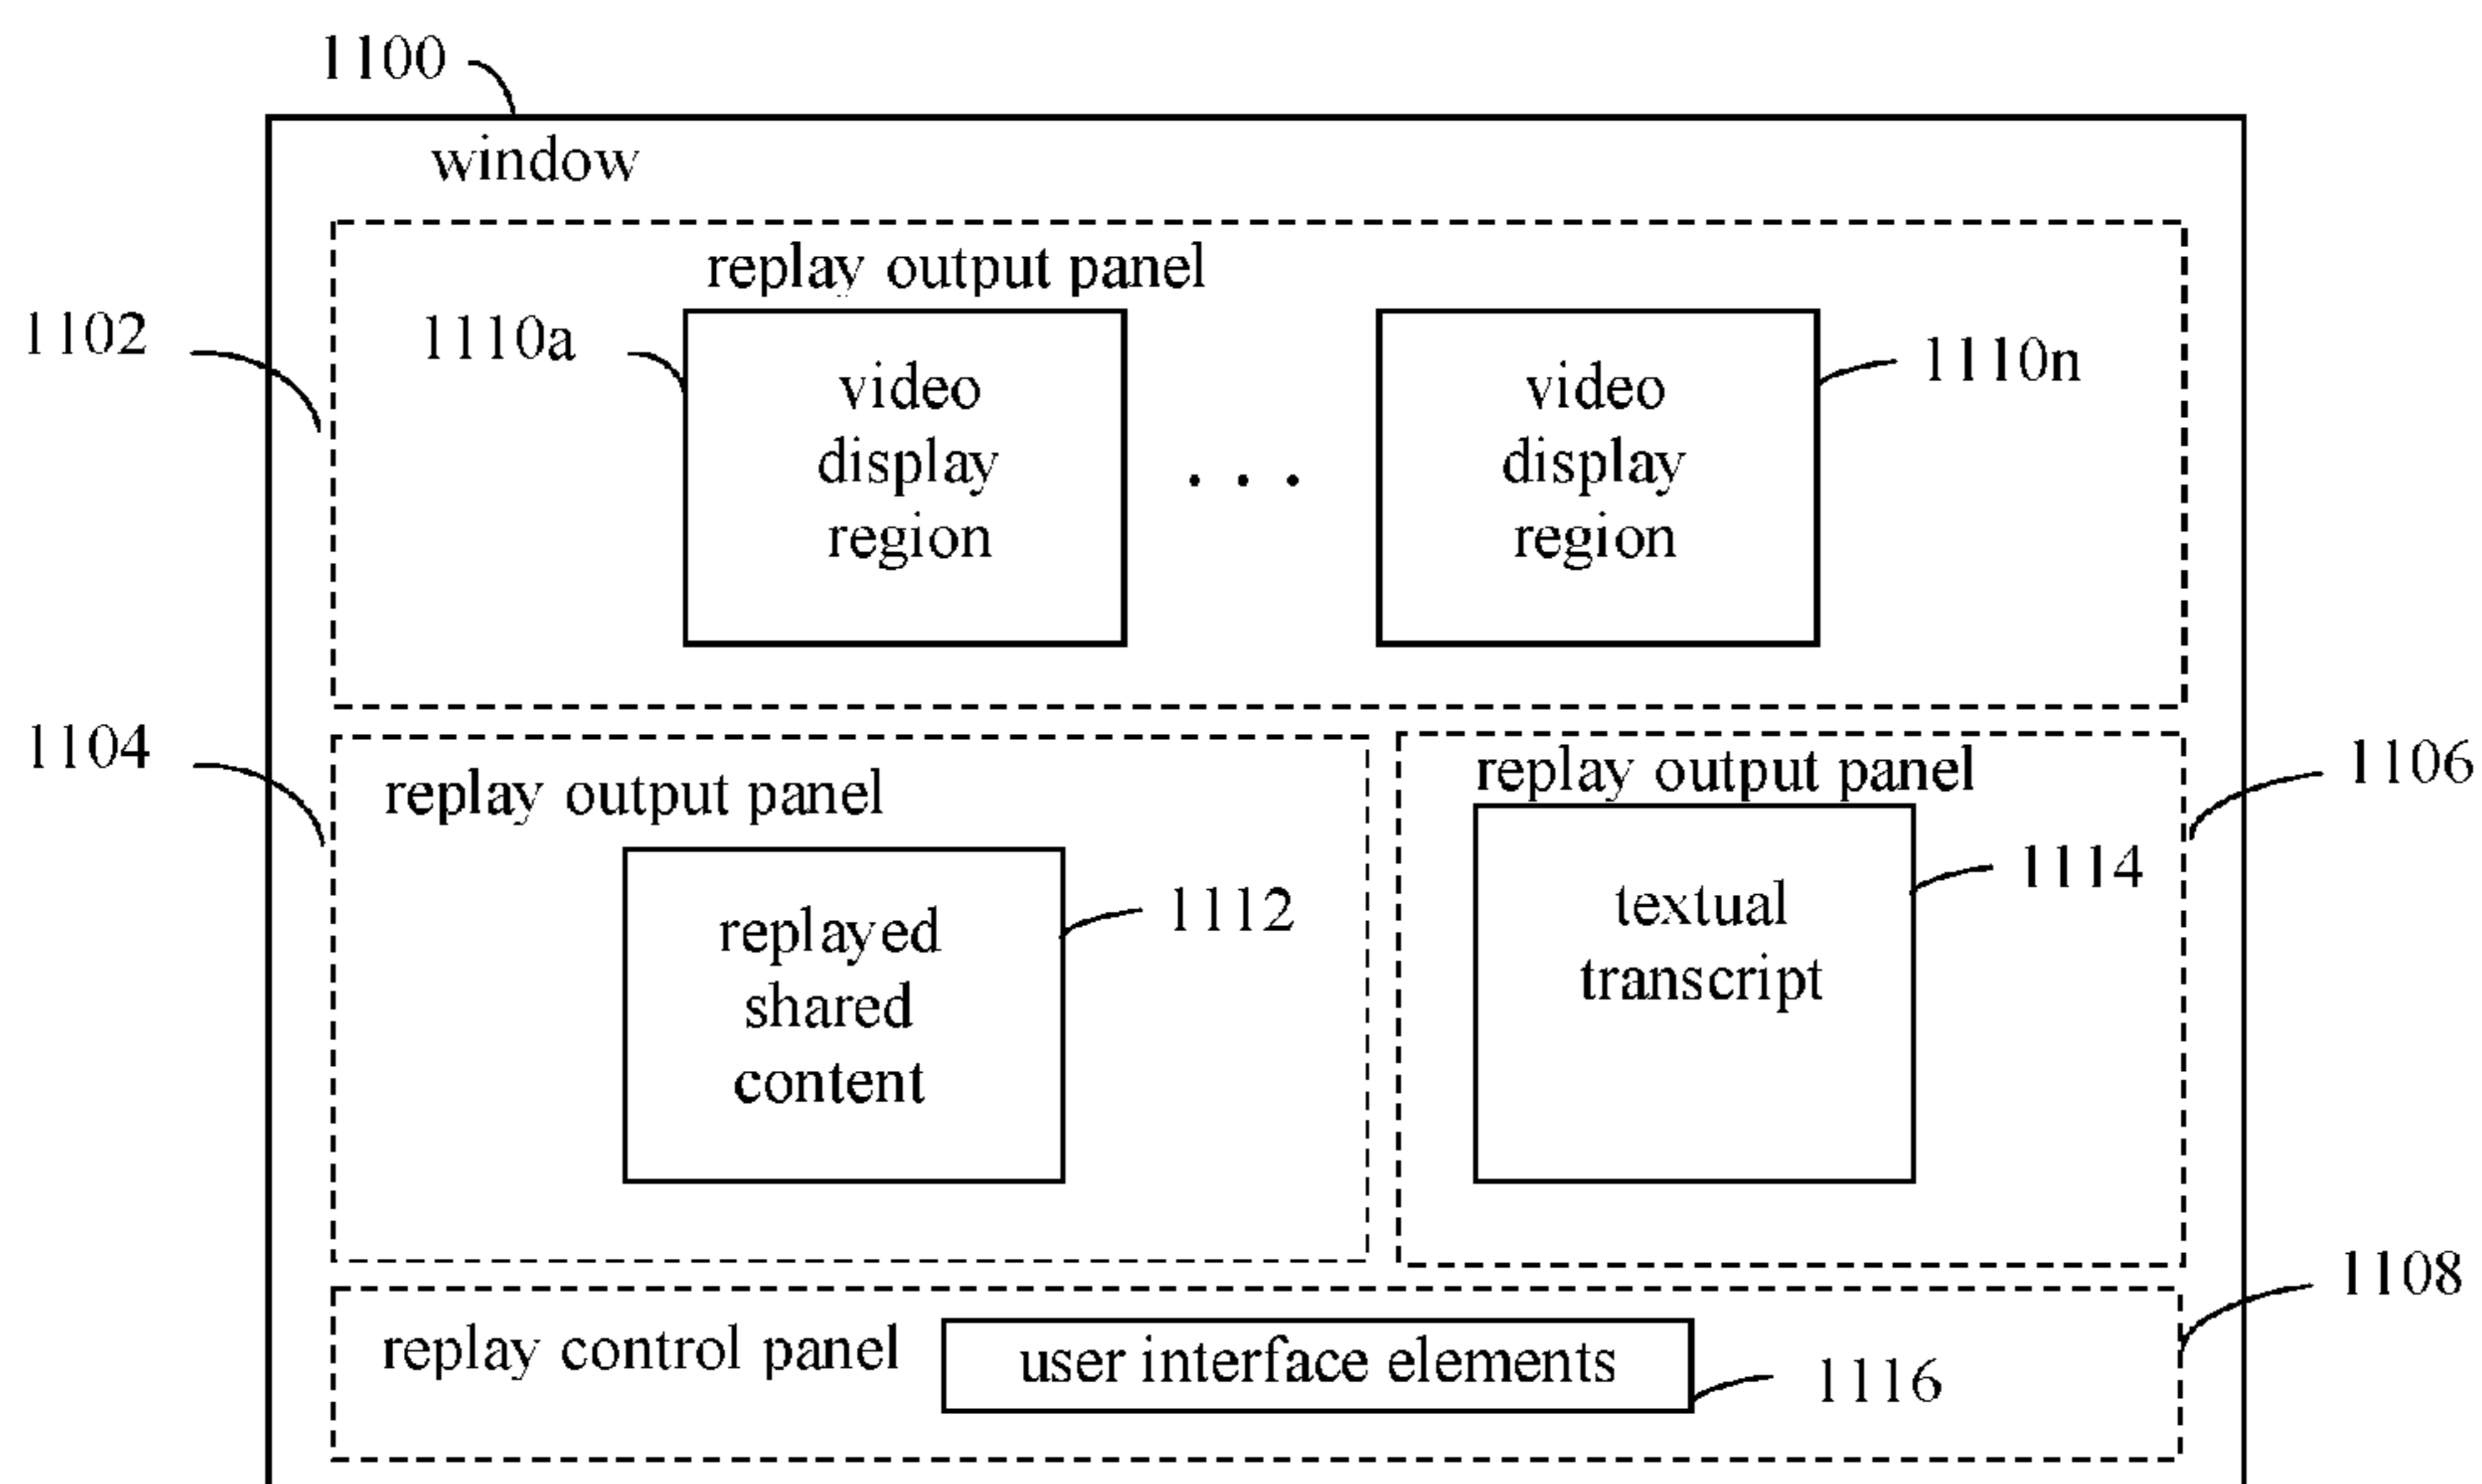 1100
window
replay output panel
1102
1110a
video
display
region
. . .
video
display
region
1110n
1104
replay output panel
replayed
shared
content
1112
replay output panel
1106
textual
transcript
1114
replay control panel
user interface elements
1116
1108